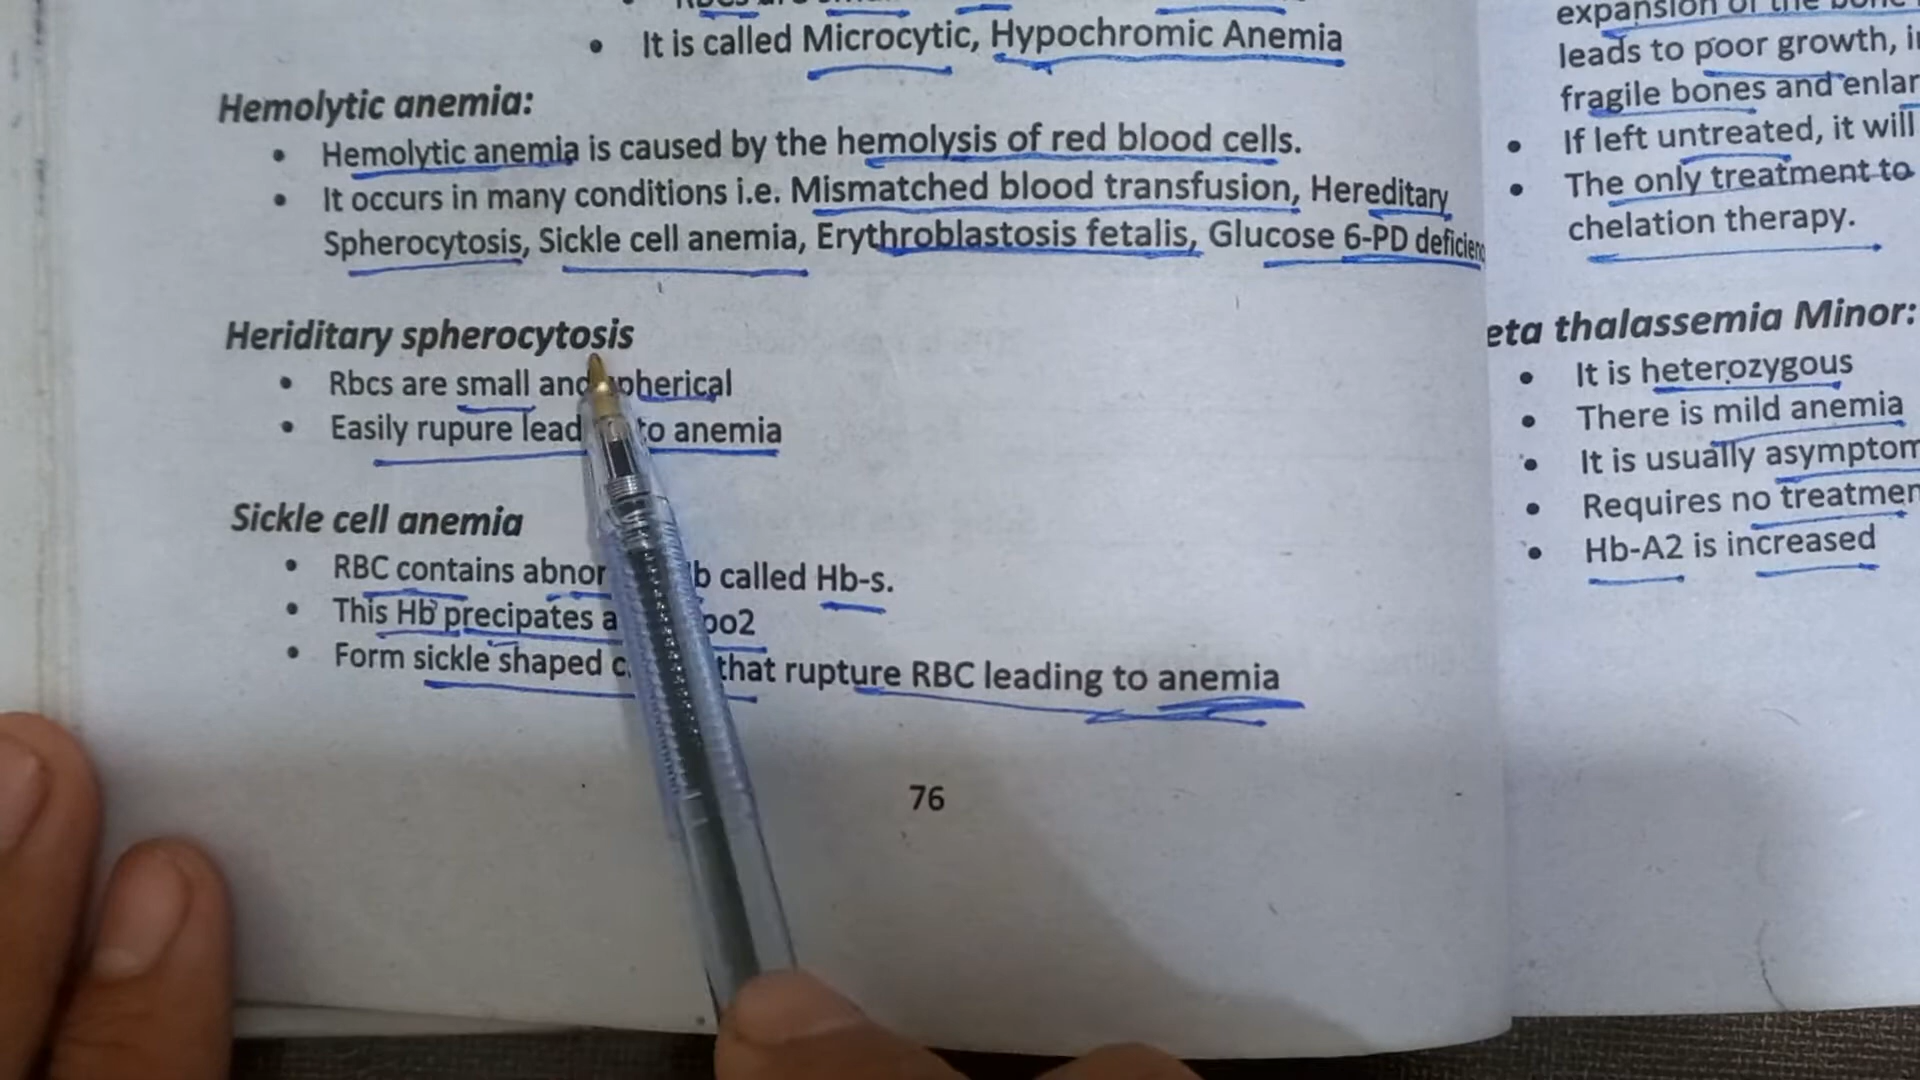 It is called Microcytic, Hypochromic Anemia
Hemolytic anemia:
Hemolytic anemia is caused by the hemolysis of red blood cells.
It occurs in many conditions i.e. Mismatched blood transfusion, Hereditary
Spherocytosis, Sickle cell anemia, Erythroblastosis fetalis, Glucose 6-PD
Heriditary spherocytosis
Rbcs are small and spherical
Easily rupure lead to anemia
Sickle cell anemia
RBC contains called Hb-s.
This Hb precipates po2
Form sickle shaped that rupture RBC leading to anemia
76
expansion of the
leads to poor growth,
fragile bones and
If left untreated, it will
The only treatment to
chelation therapy.
thalassemia Minor:
It is heterozygous
There is mild anemia
It is usually
Requires no
Hb-A2 is increased